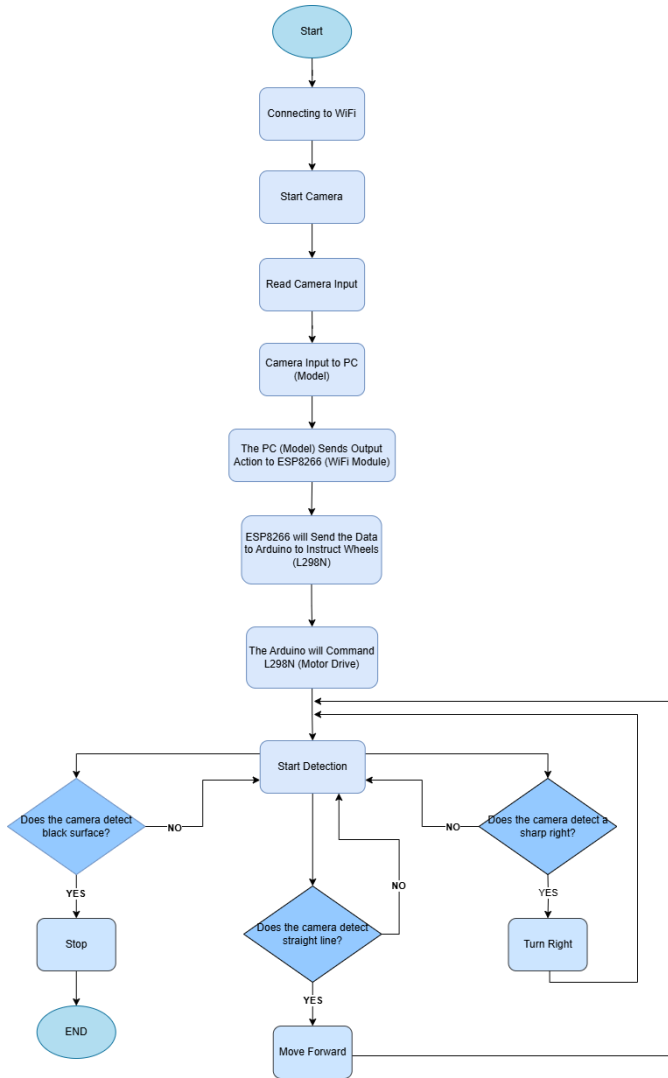 Start
Connecting to WiFi
Start Camera
Read Camera Input
Camera Input to PC
(Model)
The PC (Model) Sends Output
Action to ESP8266 (WiFi Module)
ESP8266 will Send the Data
to Arduino to Instruct Wheels
(L298N)
The Arduino will Command
L298N (Motor Drive)
Start Detection
Does the camera detect
black surface?
NO
YES
Stop
END
Does the camera detect
straight line?
NO
YES
Move Forward
Does the camera detect a
sharp right?
NO
YES
Turn Right